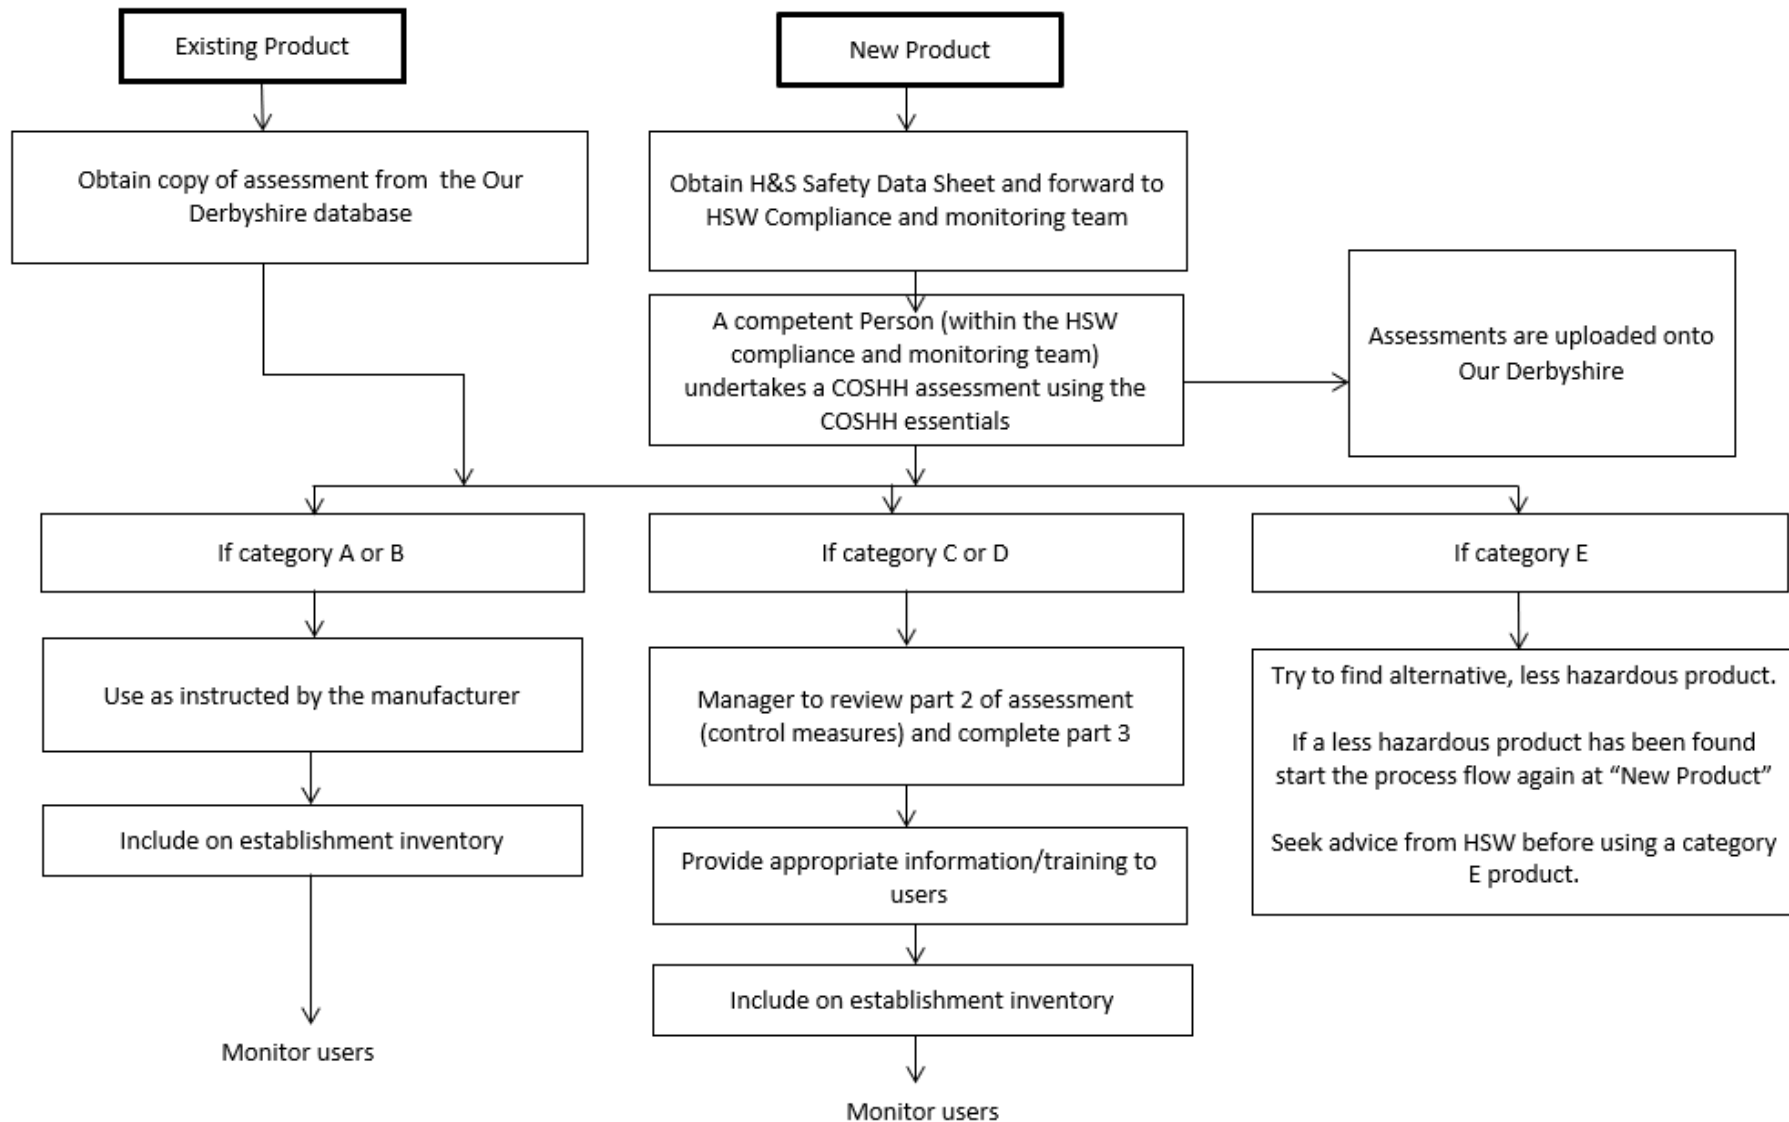 Existing Product
New Product
Obtain copy of assessment from  the Our
Derbyshire database
Obtain H&S Safety Data Sheet and forward to
HSW Compliance and monitoring team
A competent Person (within the HSW
compliance and monitoring team)
undertakes a COSHH assessment using the
COSHH essentials
Assessments are uploaded onto
Our Derbyshire
If category A or B
If category C or D
If category E
Use as instructed by the manufacturer
Manager to review part 2 of assessment
(control measures) and complete part 3
Try to find alternative, less hazardous product.
If a less hazardous product has been found
start the process flow again at “New Product”
Seek advice from HSW before using a category
E product.
Include on establishment inventory
Provide appropriate information/training to
users
Include on establishment inventory
Monitor users
Monitor users